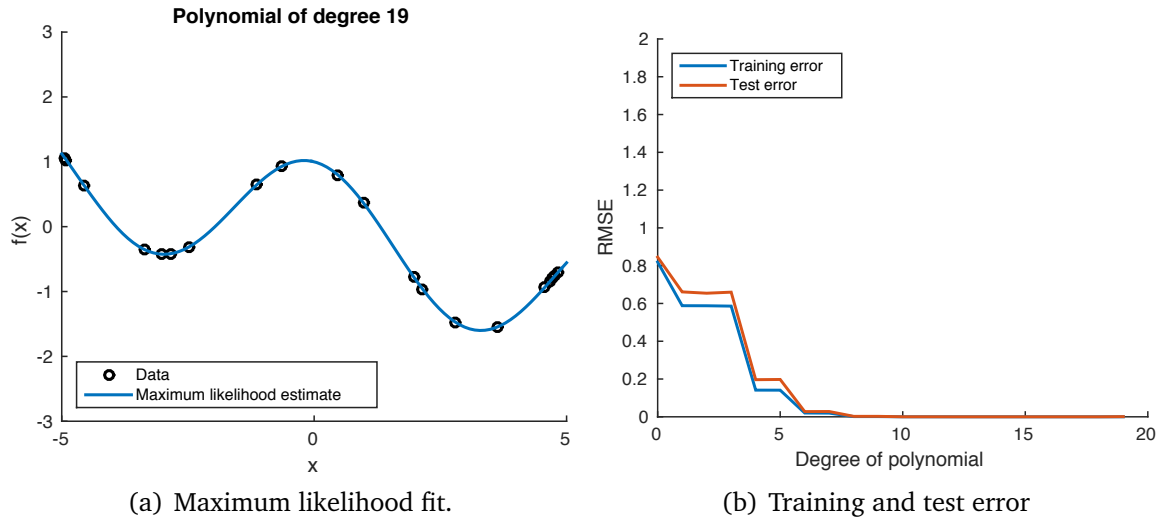 Polynomial of degree 19
3
2
1
0
-1
-2
-3
f(x)
-5
0
5
x
Data
Maximum likelihood estimate
(a) Maximum likelihood fit.
2
1.8
1.6
1.4
1.2
1
0.8
0.6
0.4
0.2
0
RMSE
0
5
10
15
20
Degree of polynomial
Training error
Test error
(b) Training and test error